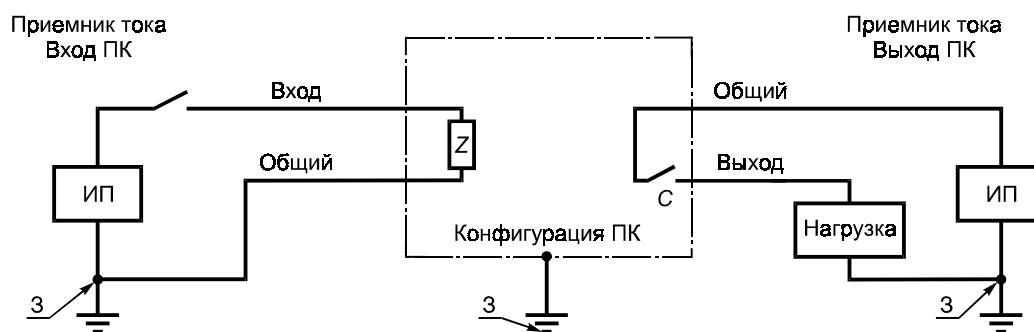 Приемник тока
Вход ПК
Приемник тока
Выход ПК
Вход
Общий
Z
Общий
Выход
C
ИП
ИП
Нагрузка
Конфигурация ПК
З
З
З